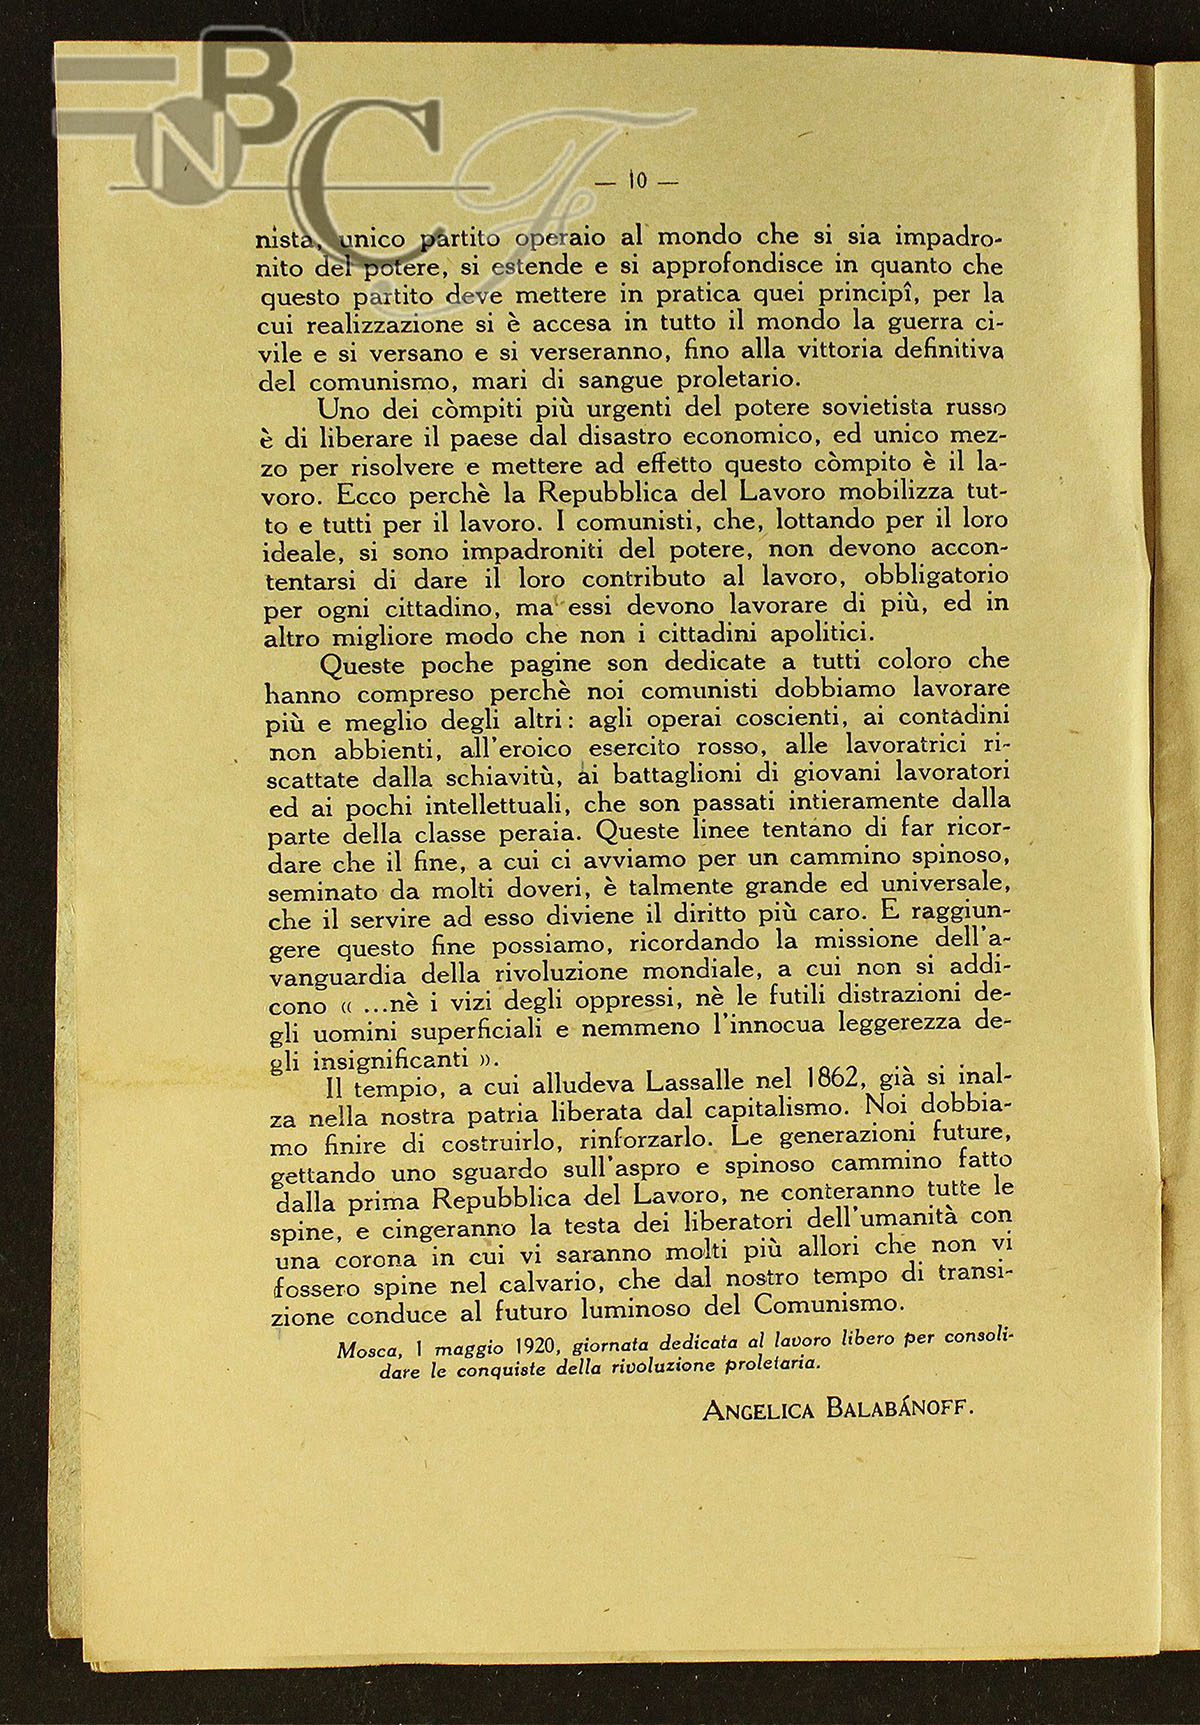 NBCF
— 10 —
nista, unico partito operaio al mondo che si sia impadro-
nito del potere, si estende e si approfondisce in quanto che
questo partito deve mettere in pratica quei principî, per la
cui realizzazione si è accesa in tutto il mondo la guerra ci-
vile e si versano e si verseranno, fino alla vittoria definitiva
del comunismo, mari di sangue proletario.
Uno dei còmpiti più urgenti del potere sovietista russo
è di liberare il paese dal disastro economico, ed unico mez-
zo per risolvere e mettere ad effetto questo còmpito è il la-
voro. Ecco perchè la Repubblica del Lavoro mobilizza tut-
to e tutti per il lavoro. I comunisti, che, lottando per il loro
ideale, si sono impadroniti del potere, non devono accon-
tentarsi di dare il loro contributo al lavoro, obbligatorio
per ogni cittadino, ma essi devono lavorare di più, ed in
altro migliore modo che non i cittadini apolitici.
Queste poche pagine son dedicate a tutti coloro che
hanno compreso perchè noi comunisti dobbiamo lavorare
più e meglio degli altri: agli operai coscienti, ai contadini
non abbienti, all'eroico esercito rosso, alle lavoratrici ri-
scattate dalla schiavitù, ai battaglioni di giovani lavoratori
ed ai pochi intellettuali, che son passati intieramente dalla
parte della classe peraia. Queste linee tentano di far ricor-
dare che il fine, a cui ci avviamo per un cammino spinoso,
seminato da molti doveri, è talmente grande ed universale,
che il servire ad esso diviene il diritto più caro. E raggiun-
gere questo fine possiamo, ricordando la missione dell'a-
vanguardia della rivoluzione mondiale, a cui non si addi-
cono « ...nè i vizi degli oppressi, nè le futili distrazioni de-
gli uomini superficiali e nemmeno l'innocua leggerezza de-
gli insignificanti ».
Il tempio, a cui alludeva Lassalle nel 1862, già si inal-
za nella nostra patria liberata dal capitalismo. Noi dobbia-
mo finire di costruirlo, rinforzarlo. Le generazioni future,
gettando uno sguardo sull'aspro e spinoso cammino fatto
dalla prima Repubblica del Lavoro, ne conteranno tutte le
spine, e cingeranno la testa dei liberatori dell'umanità con
una corona in cui vi saranno molti più allori che non vi
fossero spine nel calvario, che dal nostro tempo di transi-
zione conduce al futuro luminoso del Comunismo.
Mosca, 1 maggio 1920, giornata dedicata al lavoro libero per consoli-
dare le conquiste della rivoluzione proletaria.
ANGELICA BALABÁNOFF.